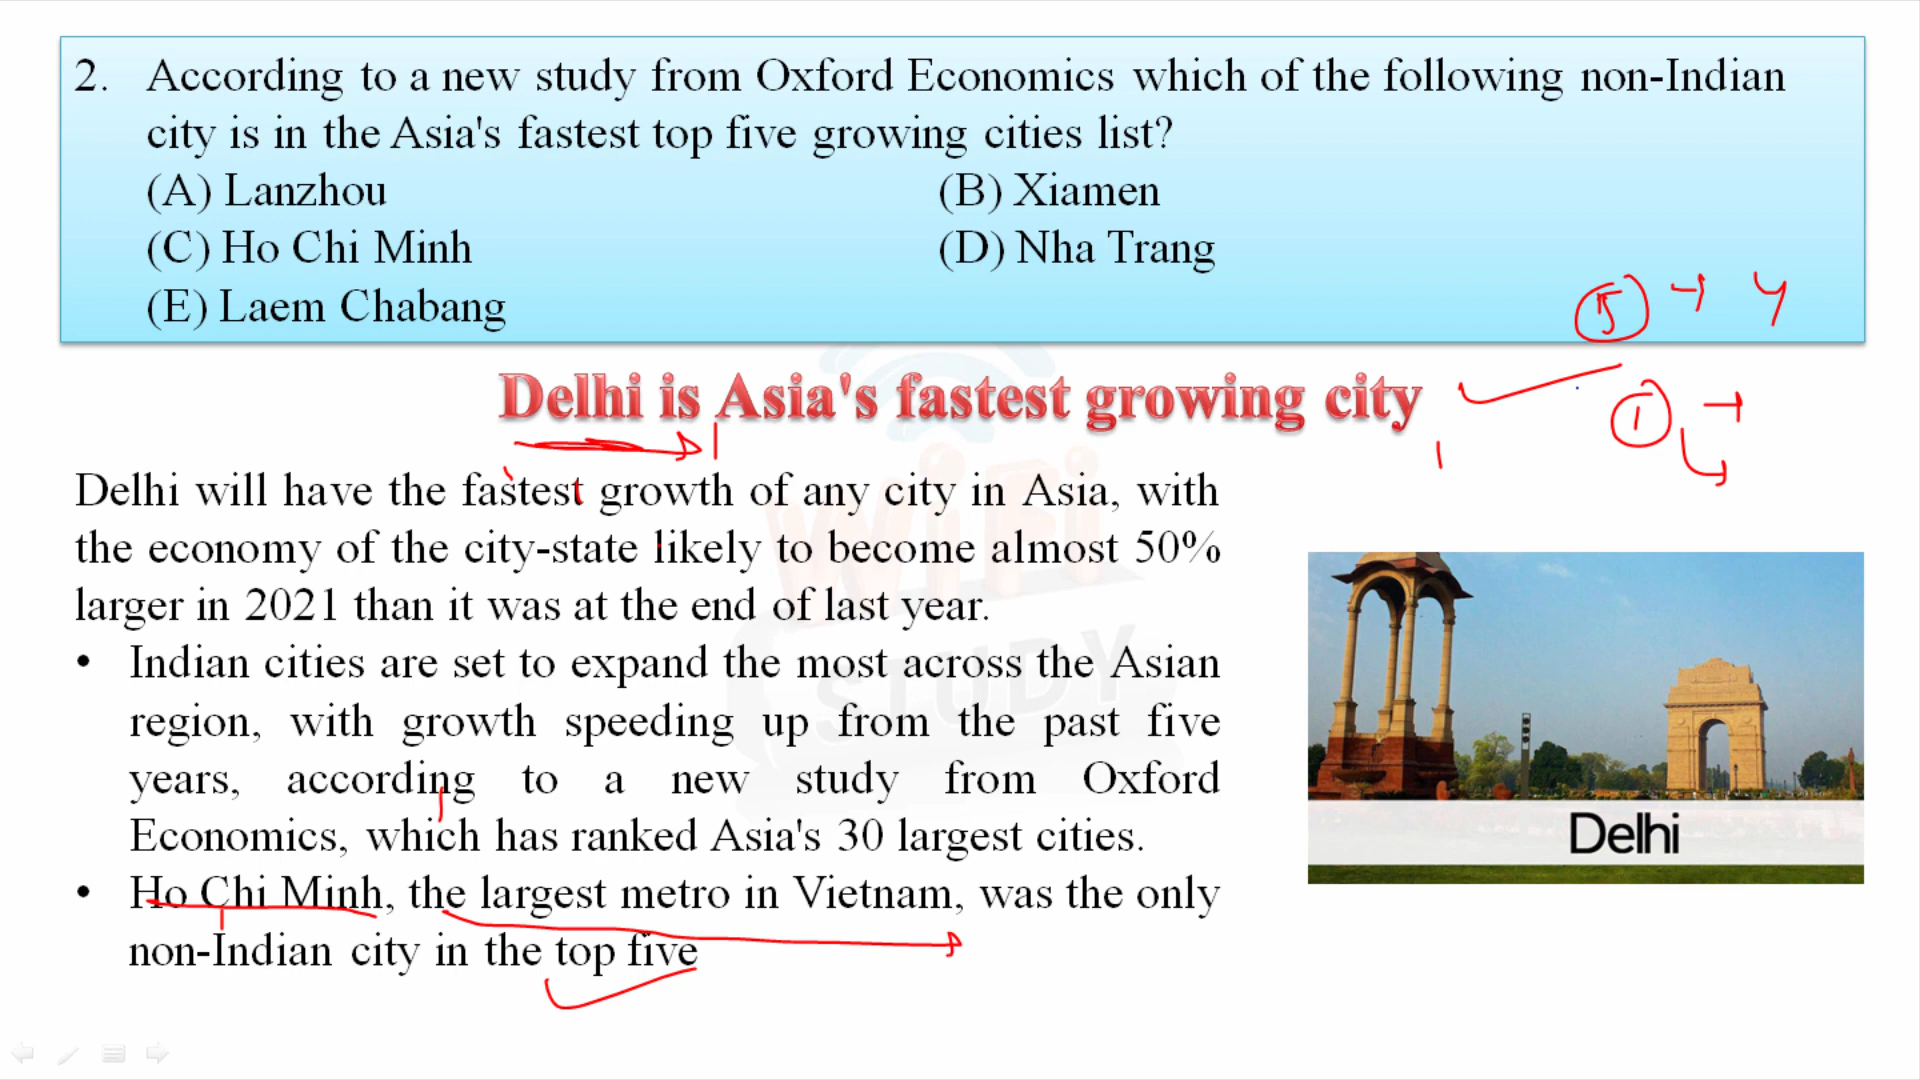 2. According to a new study from Oxford Economics which of the following non-Indian
city is in the Asia's fastest top five growing cities list?
(A) Lanzhou (B) Xiamen
(C) Ho Chi Minh (D) Nha Trang
(E) Laem Chabang
5 4
Delhi is Asia's fastest growing city
1
Delhi will have the fastest growth of any city in Asia, with
the economy of the city-state likely to become almost 50%
larger in 2021 than it was at the end of last year.
• Indian cities are set to expand the most across the Asian
region, with growth speeding up from the past five
years, according to a new study from Oxford
Economics, which has ranked Asia's 30 largest cities.
• Ho Chi Minh, the largest metro in Vietnam, was the only
non-Indian city in the top five
Delhi
WiFi
STUDY